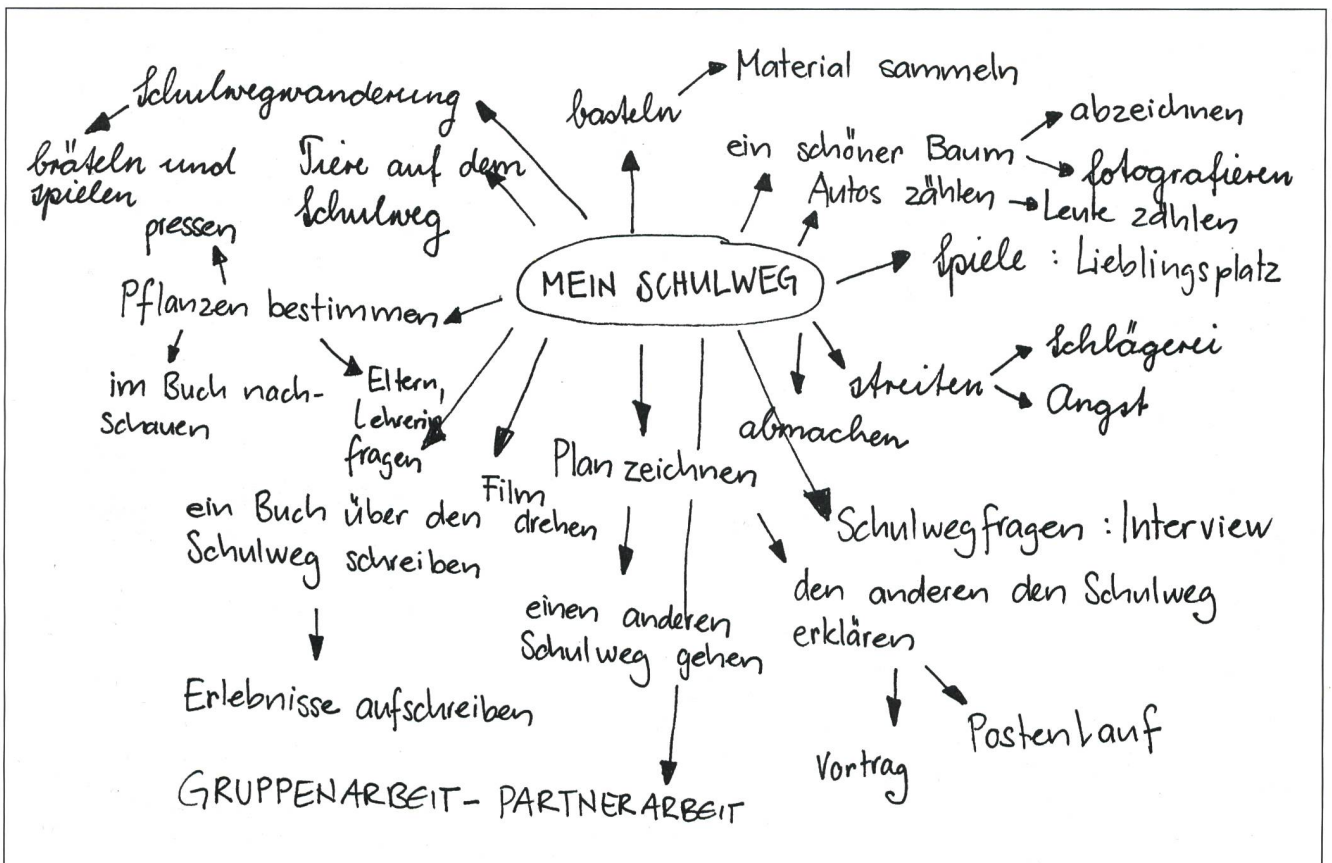 Schulwegwanderung
bräteln und
spielen
Tiere auf dem
Schulweg
basteln
Material sammeln
ein schöner Baum
abzeichnen
fotografieren
Autos zählen
Leute zählen
MEIN SCHULWEG
Spiele : Lieblingsplatz
pressen
Pflanzen bestimmen
im Buch nach-
schauen
Eltern,
Lehrerin
fragen
streiten
Schlägerei
Angst
abmachen
Plan zeichnen
Film
drehen
ein Buch über den
Schulweg schreiben
Schulwegfragen : Interview
einen anderen
Schulweg gehen
den anderen den Schulweg
erklären
Erlebnisse aufschreiben
Vortrag
Postenlauf
GRUPPENARBEIT - PARTNERARBEIT